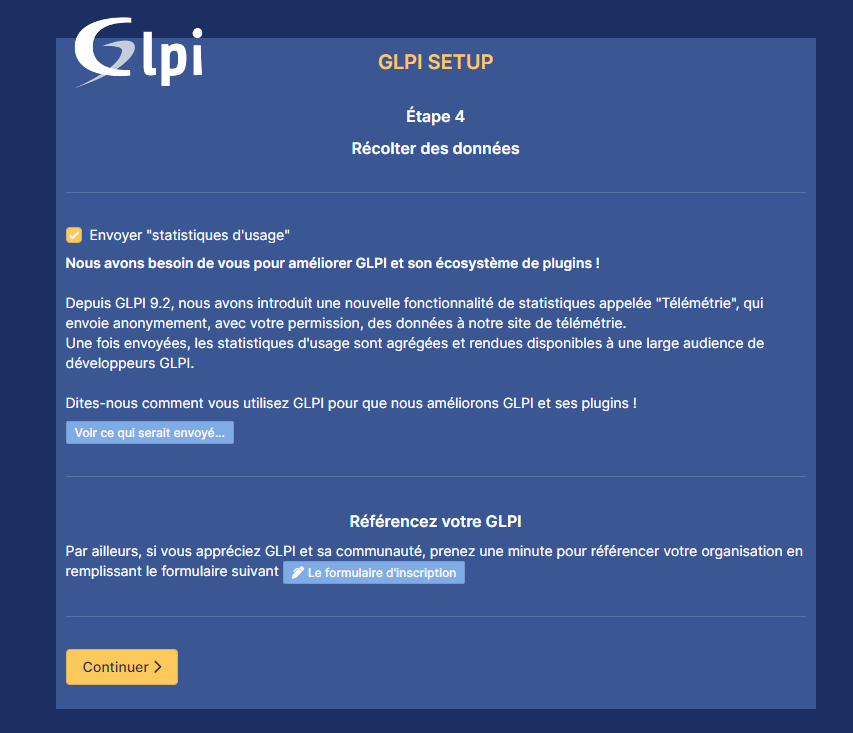 Glpi
GLPI SETUP
Étape 4
Récolter des données
Envoyer "statistiques d'usage"
Nous avons besoin de vous pour améliorer GLPI et son écosystème de plugins !
Depuis GLPI 9.2, nous avons introduit une nouvelle fonctionnalité de statistiques appelée "Télémétrie", qui
envoie anonymement, avec votre permission, des données à notre site de télémétrie.
Une fois envoyées, les statistiques d'usage sont agrégées et rendues disponibles à une large audience de
développeurs GLPI.
Dites-nous comment vous utilisez GLPI pour que nous améliorons GLPI et ses plugins !
Voir ce qui serait envoyé...
Référencez votre GLPI
Par ailleurs, si vous appréciez GLPI et sa communauté, prenez une minute pour référencer votre organisation en
remplissant le formulaire suivant Le formulaire d'inscription
Continuer